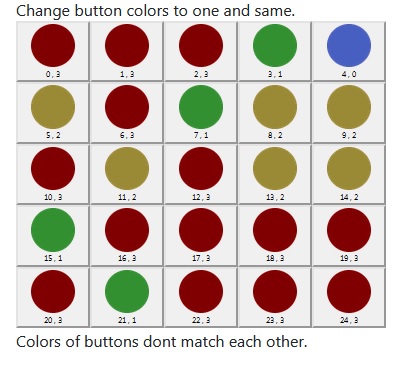 Change button colors to one and same.
0, 3 1, 3 2, 3 3, 1 4, 0
5, 2 6, 3 7, 1 8, 2 9, 2
10, 3 11, 2 12, 3 13, 2 14, 2
15, 1 16, 3 17, 3 18, 3 19, 3
20, 3 21, 1 22, 3 23, 3 24, 3
Colors of buttons dont match each other.